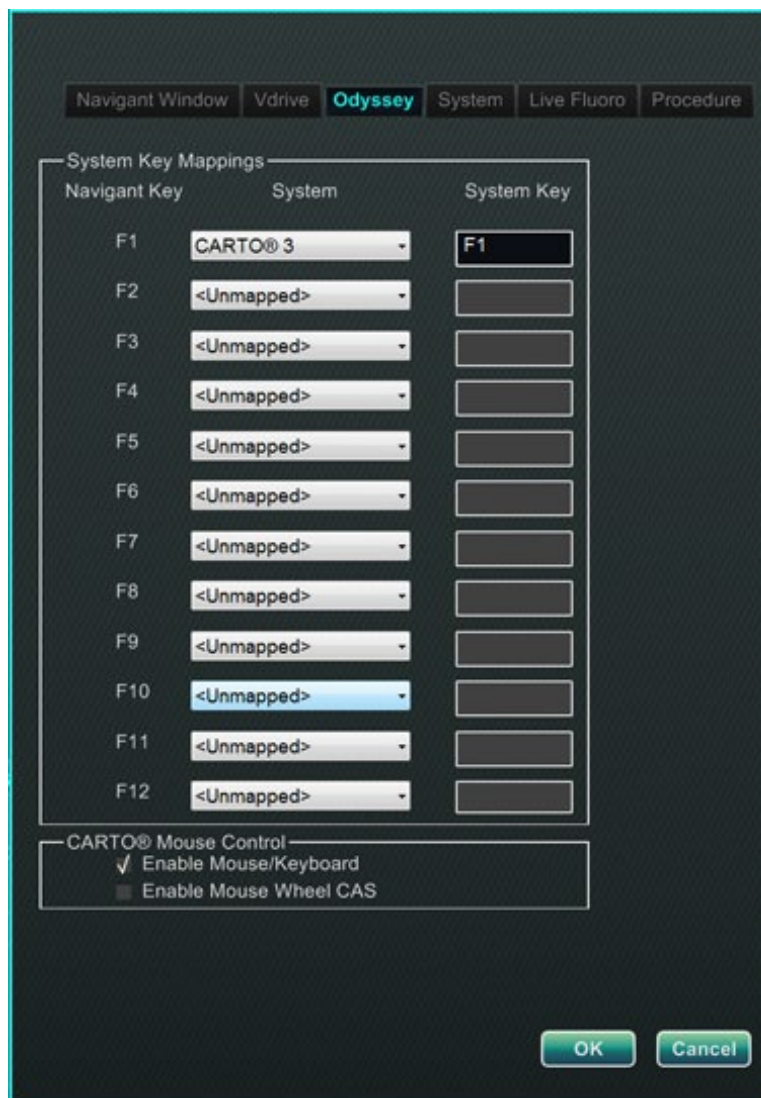 Navigant Window Vdrive Odyssey System Live Fluoro Procedure
System Key Mappings
Navigant Key System System Key
F1 CARTO® 3 F1
F2 <Unmapped>
F3 <Unmapped>
F4 <Unmapped>
F5 <Unmapped>
F6 <Unmapped>
F7 <Unmapped>
F8 <Unmapped>
F9 <Unmapped>
F10 <Unmapped>
F11 <Unmapped>
F12 <Unmapped>
CARTO® Mouse Control
Enable Mouse/Keyboard
Enable Mouse Wheel CAS
OK Cancel